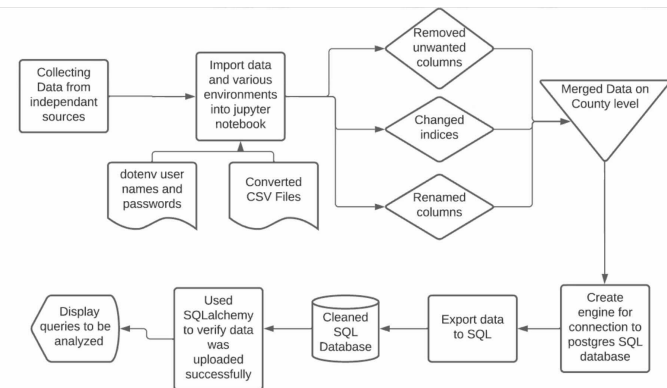 Collecting
Data from
independant
sources
Import data
and various
environments
into jupyter
notebook
dotenv user
names and
passwords
Converted
CSV Files
Removed
unwanted
columns
Changed
indices
Renamed
columns
Merged Data on
County level
Create
engine for
connection to
postgres SQL
database
Export data
to SQL
Cleaned
SQL
Database
Used
SQLalchemy
to verify data
was
uploaded
successfully
Display
queries to be
analyzed